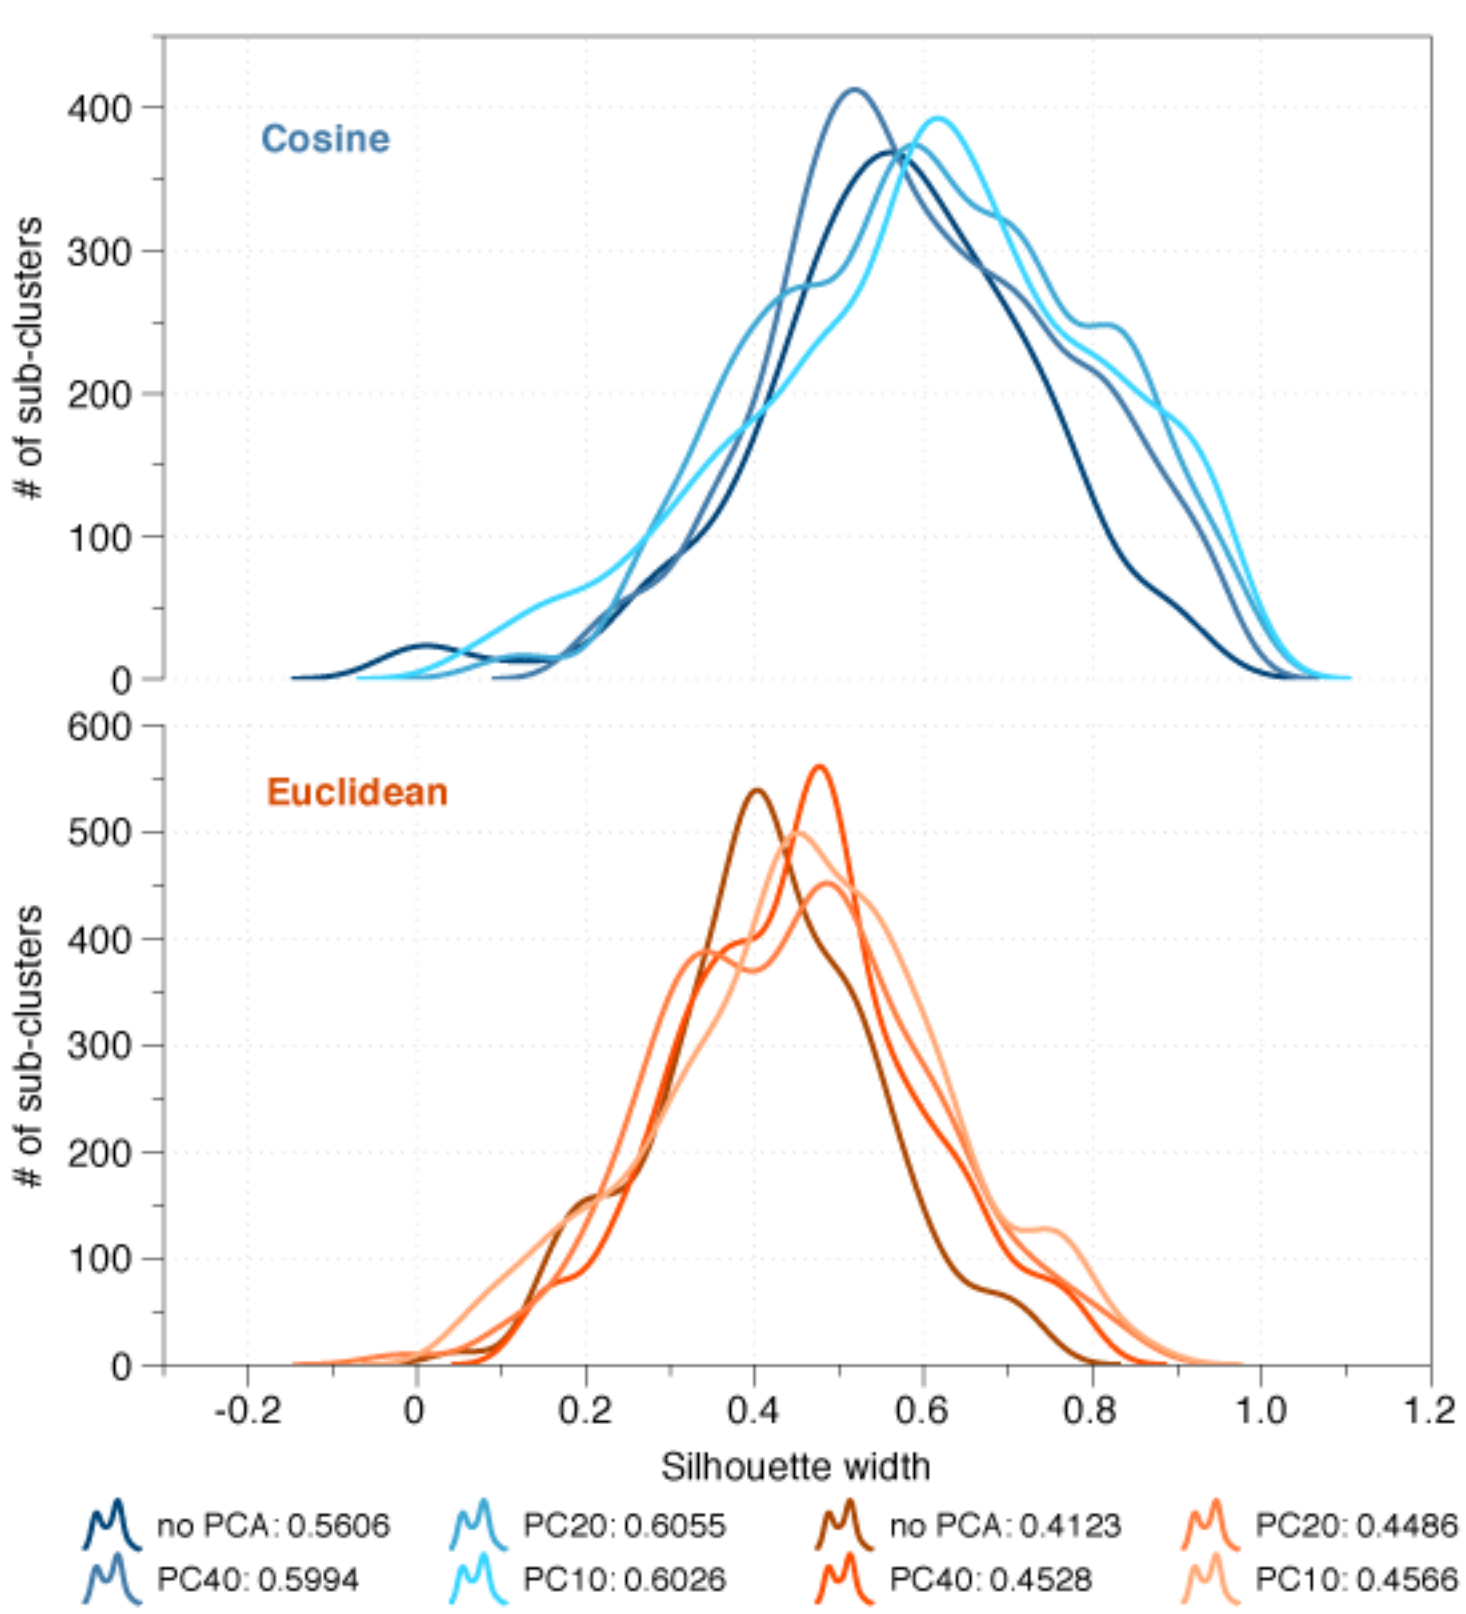 Cosine
# of sub-clusters
400
300
200
100
0
Euclidean
# of sub-clusters
600
500
400
300
200
100
0
-0.2 0 0.2 0.4 0.6 0.8 1.0 1.2
Silhouette width
no PCA: 0.5606 PC20: 0.6055 no PCA: 0.4123 PC20: 0.4486
PC40: 0.5994 PC10: 0.6026 PC40: 0.4528 PC10: 0.4566